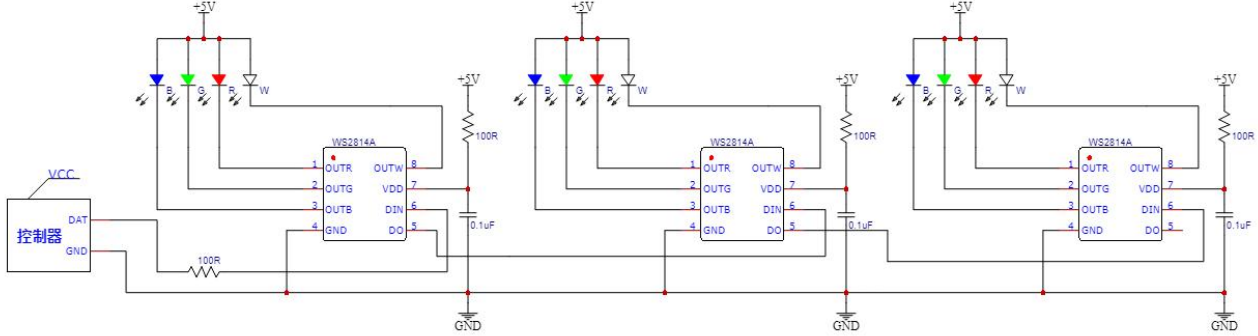 +5V
+5V
+5V
B G R W
B G R W
B G R W
+5V
+5V
+5V
100R
100R
100R
WS2814A
WS2814A
WS2814A
1 OUTR OUTW 8
2 OUTG VDD 7
3 OUTB DIN 6
4 GND DO 5
1 OUTR OUTW 8
2 OUTG VDD 7
3 OUTB DIN 6
4 GND DO 5
1 OUTR OUTW 8
2 OUTG VDD 7
3 OUTB DIN 6
4 GND DO 5
0.1uF
0.1uF
0.1uF
VCC
DAT
控制器
GND
100R
GND
GND
GND